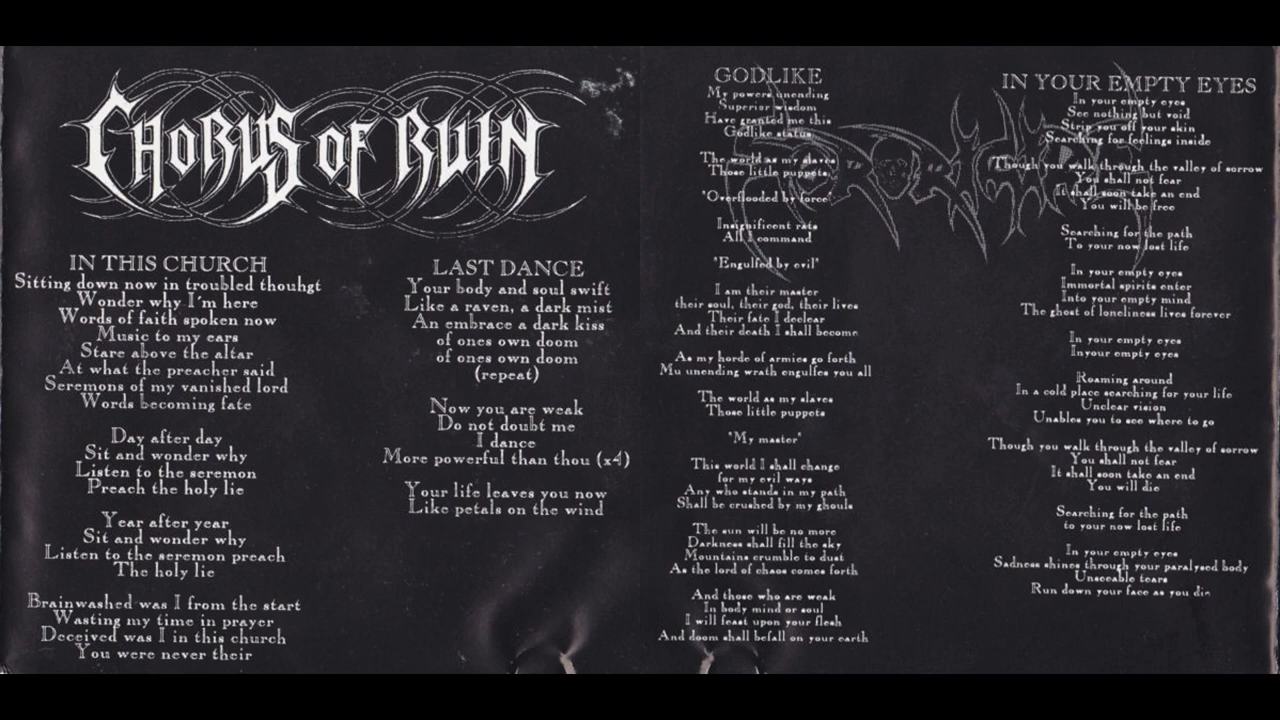 CHORUS OF RUIN
IN THIS CHURCH
Sitting down now in troubled thouhgt
Wonder why I'm here
Words of faith spoken now
Music to my ears
Stare above the altar
At what the preacher said
Seremons of my vanished lord
Words becoming fate
Day after day
Sit and wonder why
Listen to the seremon
Preach the holy lie
Year after year
Sit and wonder why
Listen to the seremon preach
The holy lie
Brainwashed was I from the start
Wasting my time in prayer
Deceived was I in this church
You were never their
LAST DANCE
Your body and soul swift
Like a raven, a dark mist
An embrace a dark kiss
of ones own doom
of ones own doom
(repeat)
Now you are weak
Do not doubt me
I dance
More powerful than thou (x4)
Your life leaves you now
Like petals on the wind
GODLIKE
My powers unending
Superior wisdom
Have granted me this
Godlike status
The world as my slaves
Those little puppets
"Overflooded by force"
Insignificent rats
All I command
"Engulfed by evil"
I am their master
their soul, their god, their lives
Their fate I declear
And their death I shall become
As my horde of armies go forth
Mu unending wrath engulfes you all
The world as my slaves
Those little puppets
"My master"
This world I shall change
for my evil ways
Any who stands in my path
Shall be crushed by my ghouls
The sun will be no more
Darkness shall fill the sky
Mountains crumble to dust
As the lord of chaos comes forth
And those who are weak
In body mind or soul
I will feast upon your flesh
And doom shall befall on your earth
IN YOUR EMPTY EYES
In your empty eyes
See nothing but void
Strip you off your skin
Searching for feelings inside
Though you walk through the valley of sorrow
You shall not fear
It shall soon take an end
You will be free
Searching for the path
To your now lost life
In your empty eyes
Immortal spirits enter
Into your empty mind
The ghost of loneliness lives forever
In your empty eyes
Inyour empty eyes
Roaming around
In a cold place searching for your life
Unclear vision
Unables you to see where to go
Though you walk through the valley of sorrow
You shall not fear
It shall soon take an end
You will die
Searching for the path
to your now lost life
In your empty eyes
Sadness shines through your paralysed body
Unseeable tears
Run down your face as you die